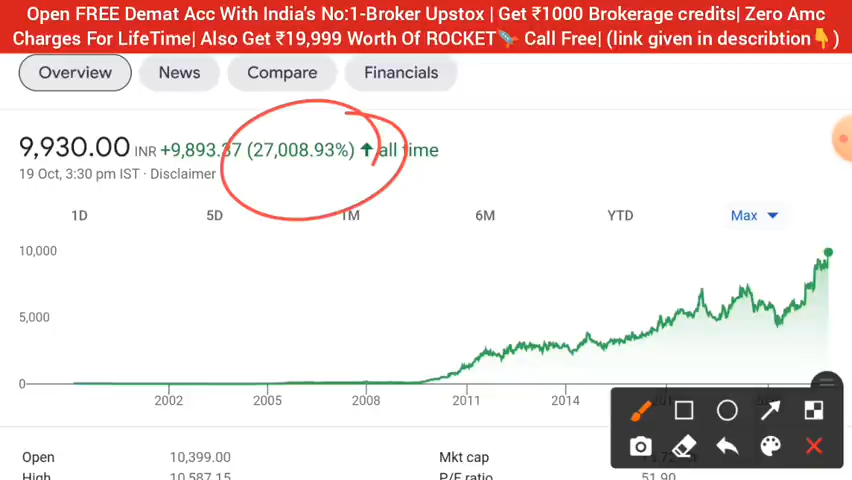 Open FREE Demat Acc With India's No:1-Broker Upstox | Get ₹1000 Brokerage credits| Zero Amc
Charges For LifeTime| Also Get ₹19,999 Worth Of ROCKET🚀 Call Free| (link given in describtion👇)
Overview News Compare Financials
9,930.00 INR +9,893.37 (27,008.93%) ↑ all time
19 Oct, 3:30 pm IST · Disclaimer
1D 5D 1M 6M YTD Max
10,000
5,000
0
2002 2005 2008 2011 2014
Open 10,399.00 Mkt cap
High 10,587.15 P/E ratio 51.90